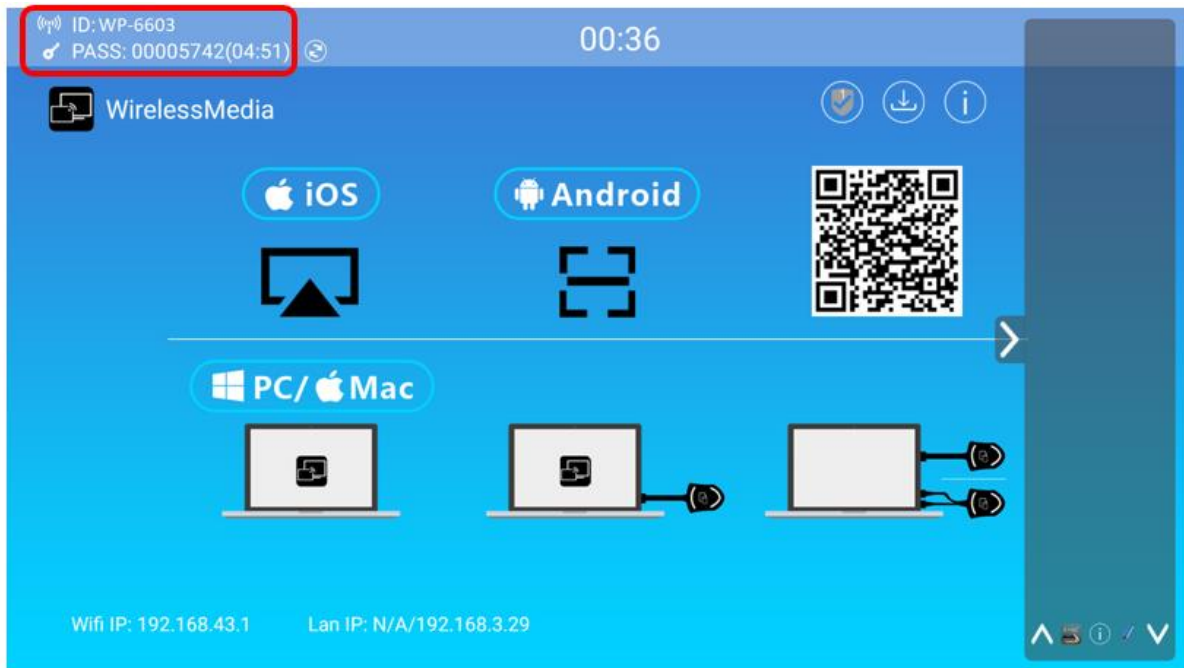 ID: WP-6603
PASS: 00005742(04:51)
00:36
WirelessMedia
iOS
Android
PC/ Mac
Wifi IP: 192.168.43.1
Lan IP: N/A/192.168.3.29